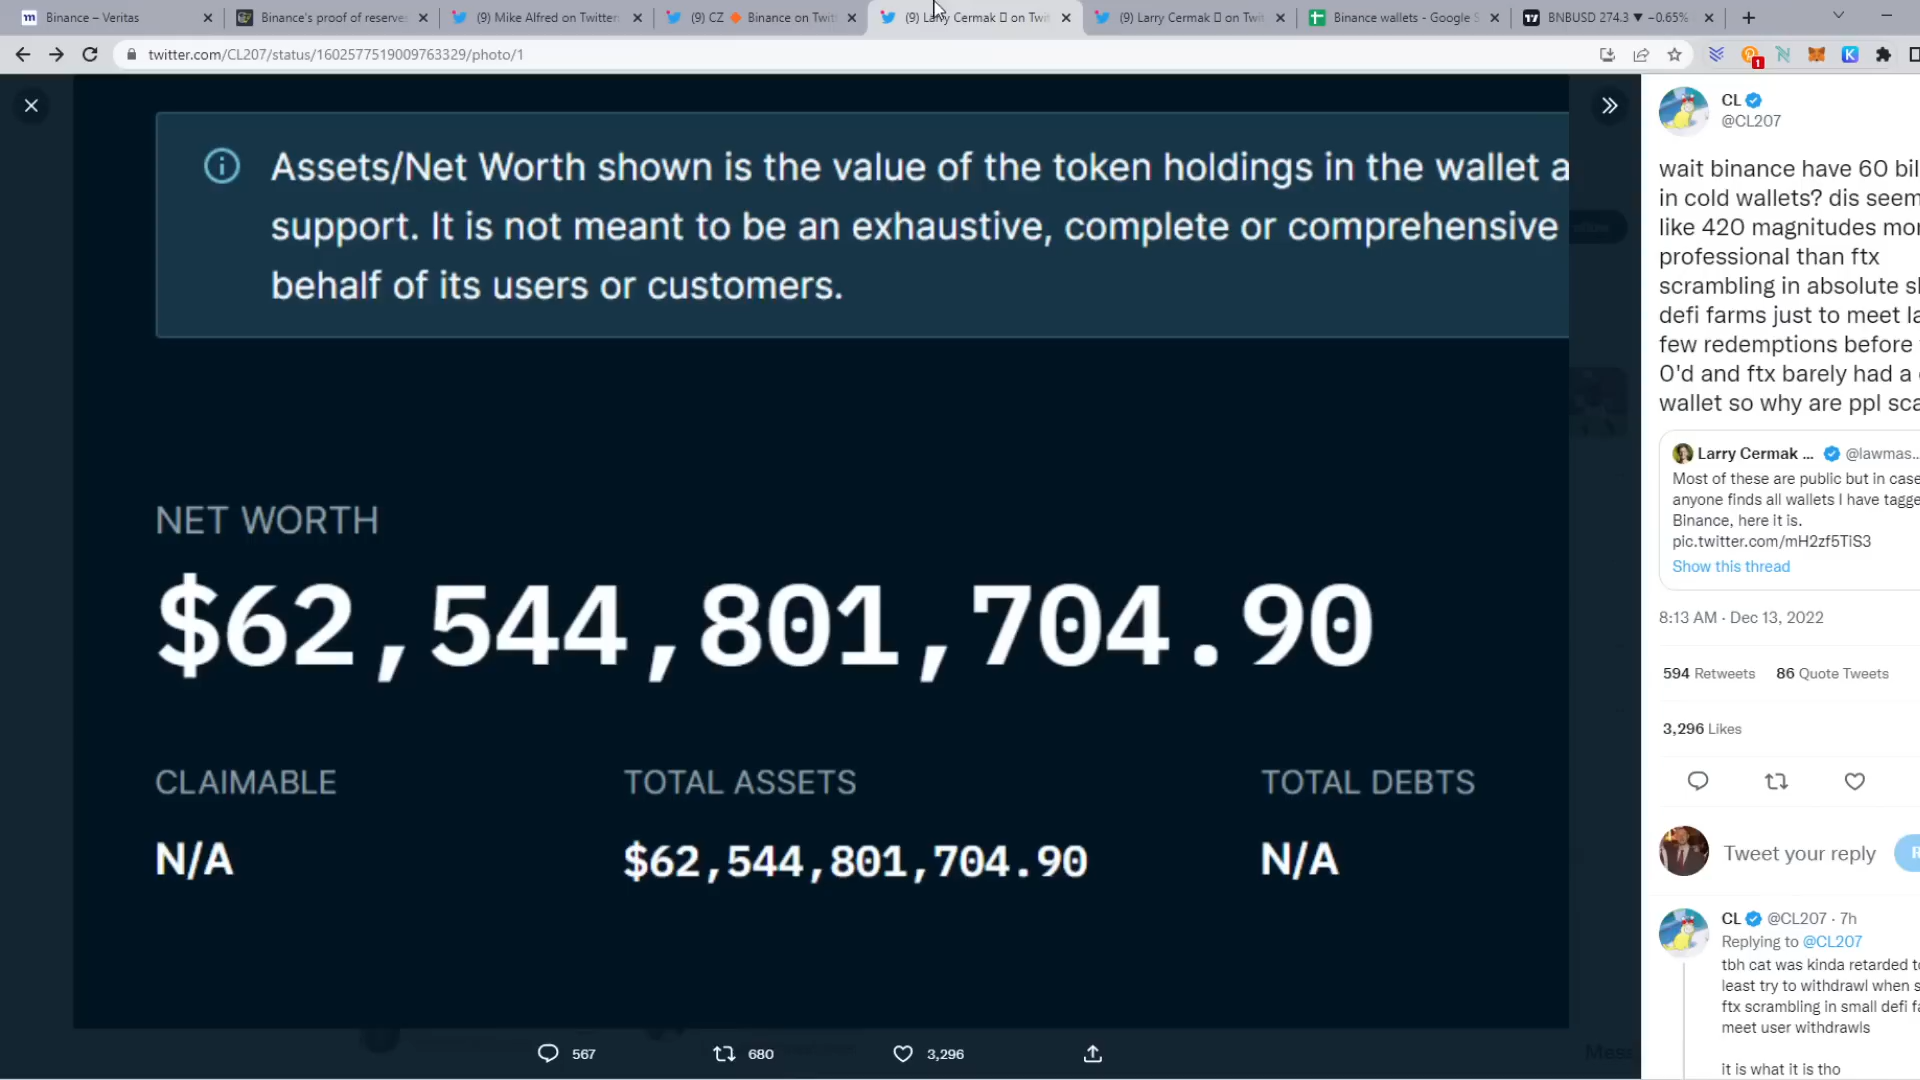 Binance – Veritas
Binance's proof of reserves
(9) Mike Alfred on Twitter:
(9) CZ 🔶 Binance on Twit
(9) Larry Cermak on Twit
(9) Larry Cermak on Twit
Binance wallets - Google S
BNBUSD 274.3 ▼ −0.65%
twitter.com/CL207/status/1602577519009763329/photo/1
1
Assets/Net Worth shown is the value of the token holdings in the wallet a
support. It is not meant to be an exhaustive, complete or comprehensive
behalf of its users or customers.
NET WORTH
$62,544,801,704.90
CLAIMABLE
TOTAL ASSETS
TOTAL DEBTS
N/A
$62,544,801,704.90
N/A
567
680
3,296
CL
@CL207
wait binance have 60 bil
in cold wallets? dis seem
like 420 magnitudes mor
professional than ftx
scrambling in absolute s
defi farms just to meet la
few redemptions before
0'd and ftx barely had a
wallet so why are ppl sca
Larry Cermak ... @lawmas...
Most of these are public but in case
anyone finds all wallets I have tagge
Binance, here it is.
pic.twitter.com/mH2zf5TiS3
Show this thread
8:13 AM · Dec 13, 2022
594 Retweets 86 Quote Tweets
3,296 Likes
Tweet your reply
CL @CL207 · 7h
Replying to @CL207
tbh cat was kinda retarded to
least try to withdrawl when s
ftx scrambling in small defi fa
meet user withdrawls
it is what it is tho